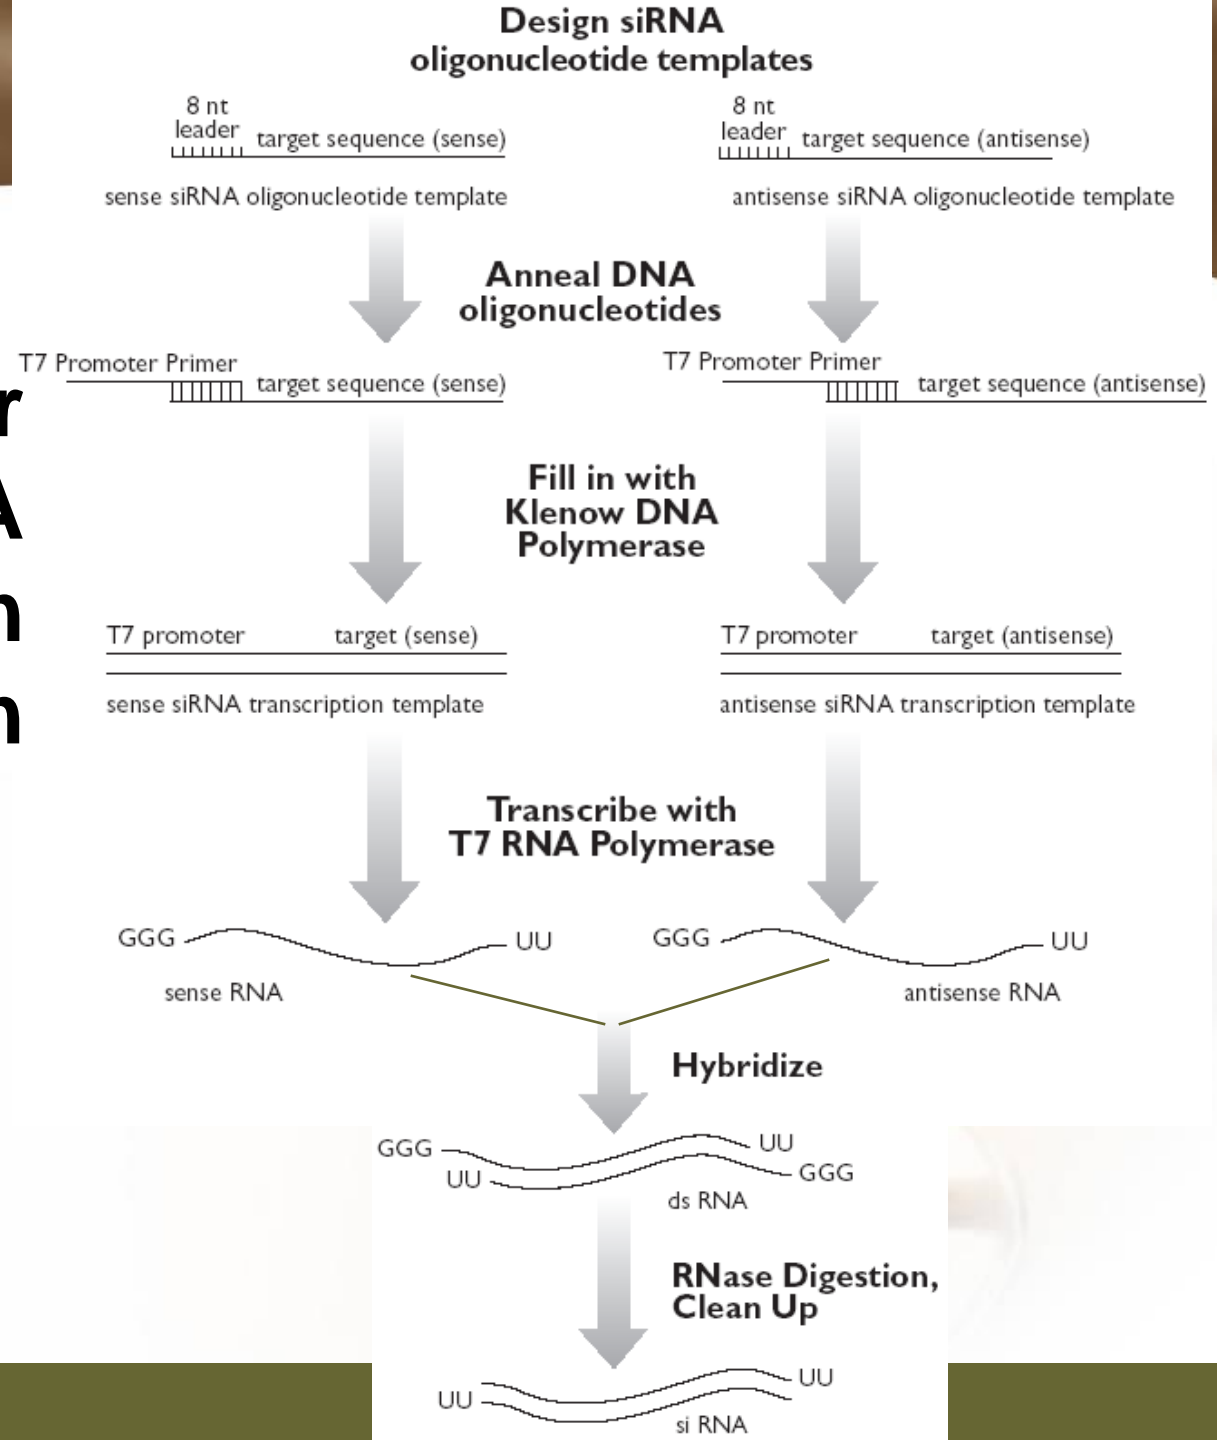 Design siRNA
oligonucleotide templates
8 nt
leader
target sequence (sense)
8 nt
leader
target sequence (antisense)
sense siRNA oligonucleotide template
antisense siRNA oligonucleotide template
Anneal DNA
oligonucleotides
T7 Promoter Primer
target sequence (sense)
T7 Promoter Primer
target sequence (antisense)
r
A
n
n
Fill in with
Klenow DNA
Polymerase
T7 promoter
target (sense)
T7 promoter
target (antisense)
sense siRNA transcription template
antisense siRNA transcription template
Transcribe with
T7 RNA Polymerase
GGG
UU
GGG
UU
sense RNA
antisense RNA
Hybridize
GGG
UU
UU
GGG
ds RNA
RNase Digestion,
Clean Up
UU
UU
si RNA